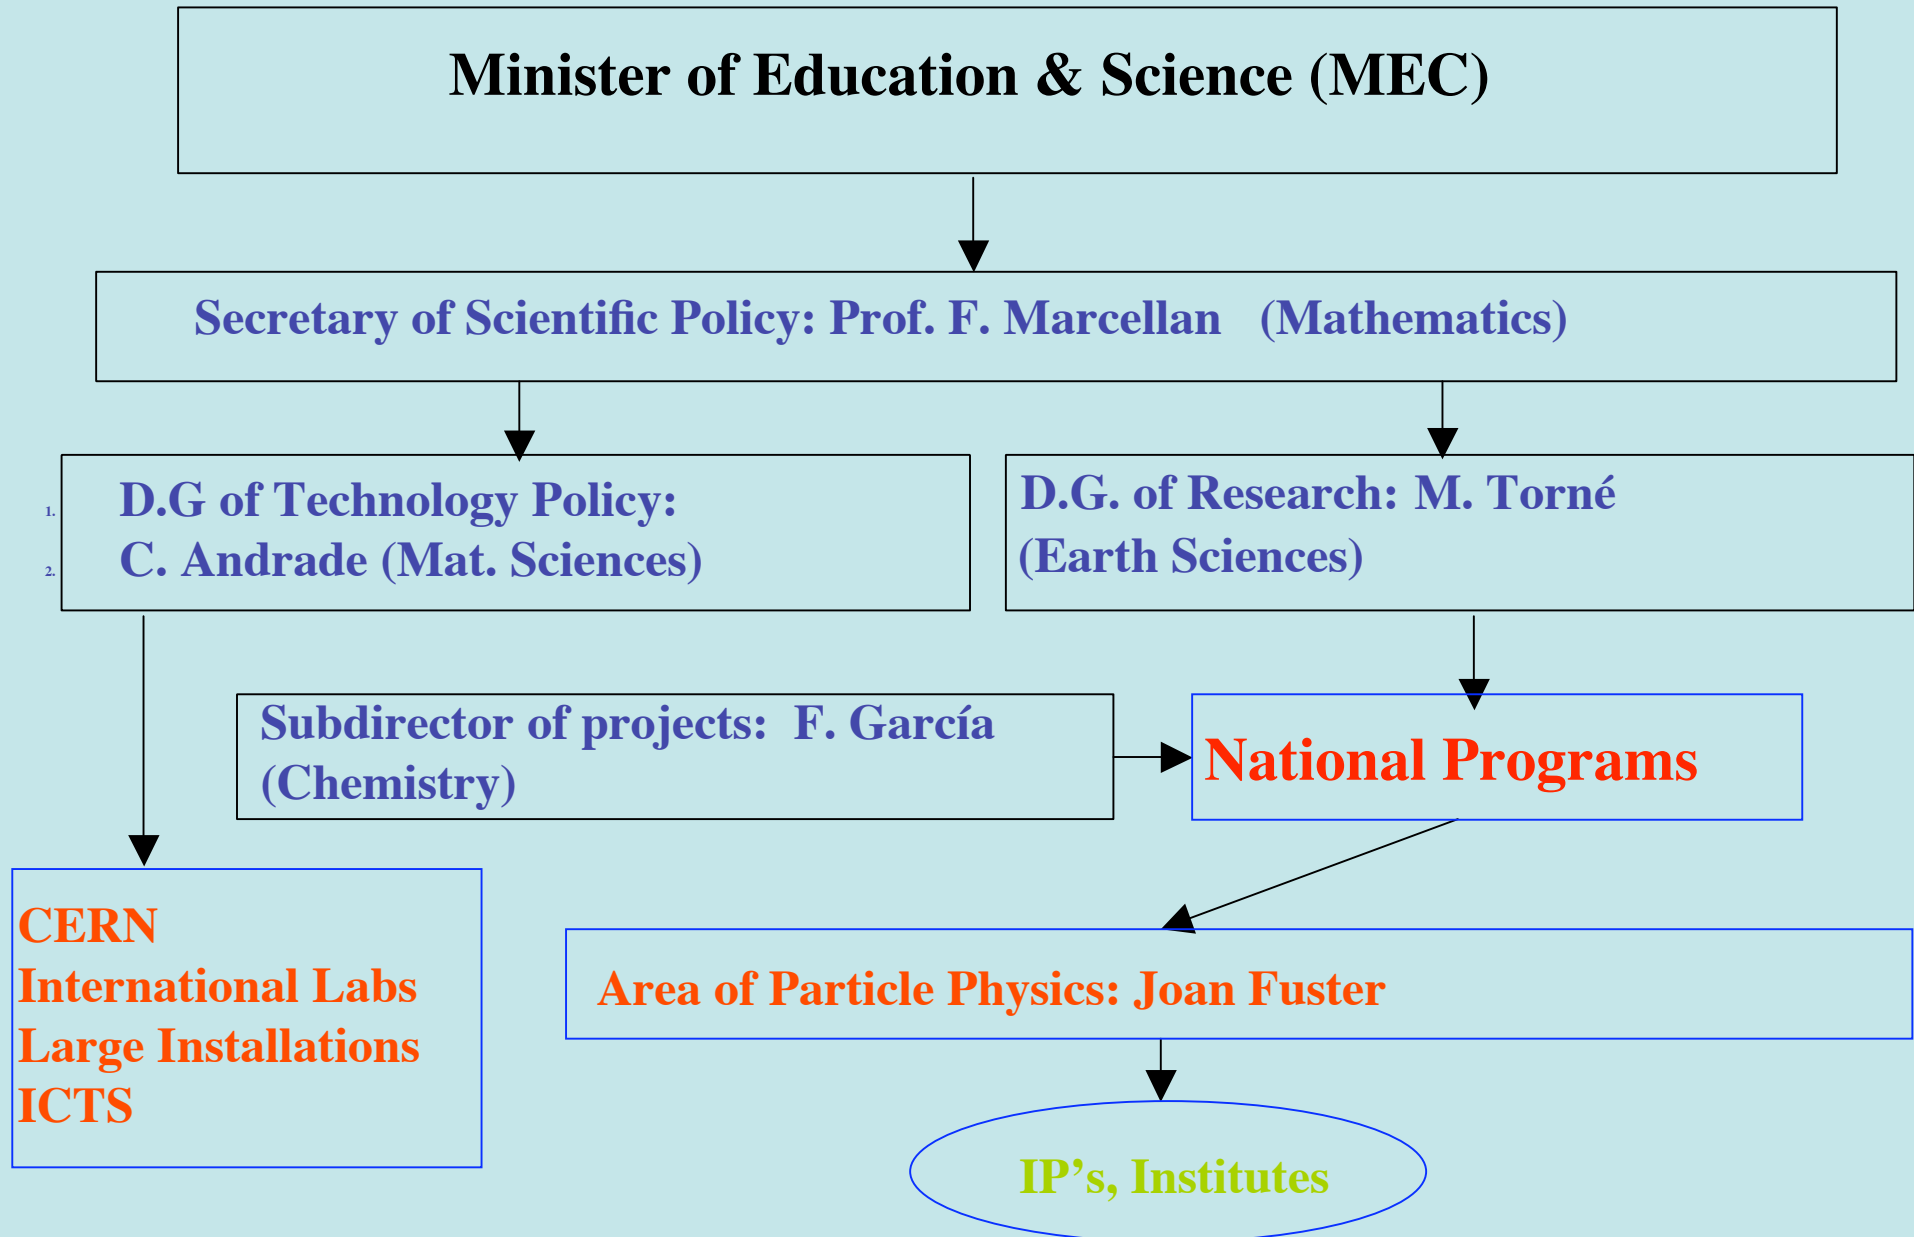 Minister of Education & Science (MEC)
Secretary of Scientific Policy: Prof. F. Marcellan (Mathematics)
1. D.G of Technology Policy:
2. C. Andrade (Mat. Sciences)
D.G. of Research: M. Torné
(Earth Sciences)
Subdirector of projects: F. García
(Chemistry)
National Programs
CERN
International Labs
Large Installations
ICTS
Area of Particle Physics: Joan Fuster
IP’s, Institutes